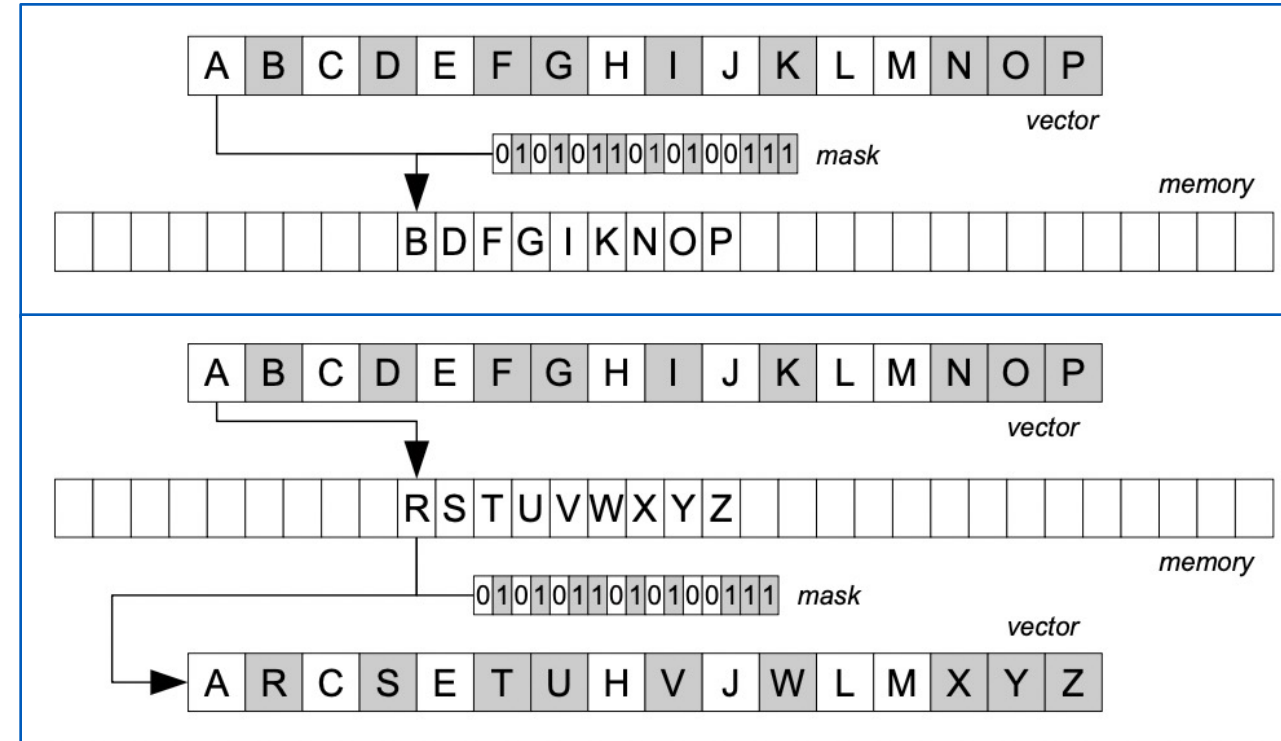 A B C D E F G H I J K L M N O P
vector
0101011010100111 mask
memory
B D F G I K N O P
A B C D E F G H I J K L M N O P
vector
R S T U V W X Y Z
memory
0101011010100111 mask
vector
A R C S E T U H V J W L M X Y Z